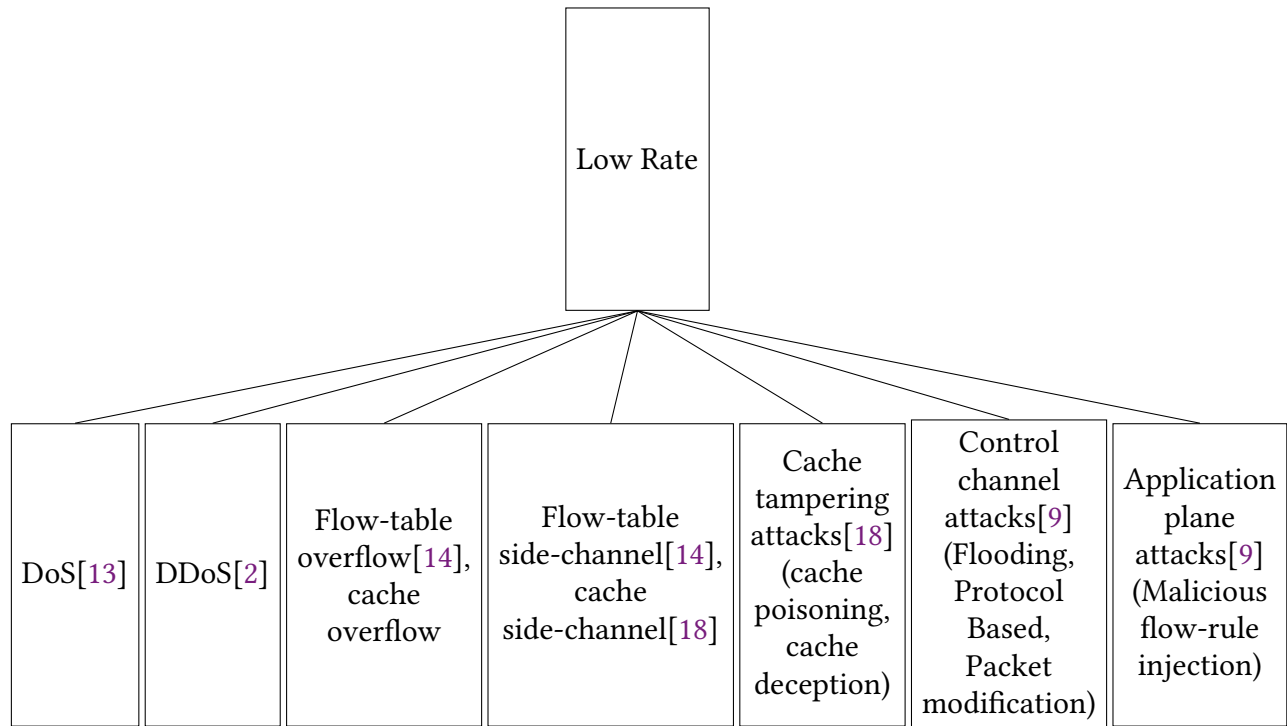 Low Rate
DoS[13]
DDoS[2]
Flow-table
overflow[14],
cache
overflow
Flow-table
side-channel[14],
cache
side-channel[18]
Cache
tampering
attacks[18]
(cache
poisoning,
cache
deception)
Control
channel
attacks[9]
(Flooding,
Protocol
Based,
Packet
modification)
Application
plane
attacks[9]
(Malicious
flow-rule
injection)